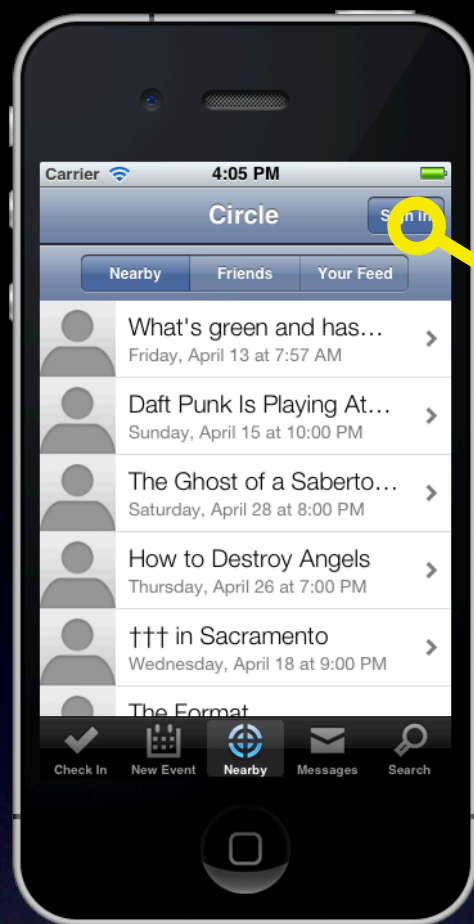 Carrier 4:05 PM
Circle Sign In
Nearby Friends Your Feed
What's green and has…
Friday, April 13 at 7:57 AM
Daft Punk Is Playing At…
Sunday, April 15 at 10:00 PM
The Ghost of a Saberto…
Saturday, April 28 at 8:00 PM
How to Destroy Angels
Thursday, April 26 at 7:00 PM
††† in Sacramento
Wednesday, April 18 at 9:00 PM
The Format
Check In New Event Nearby Messages Search